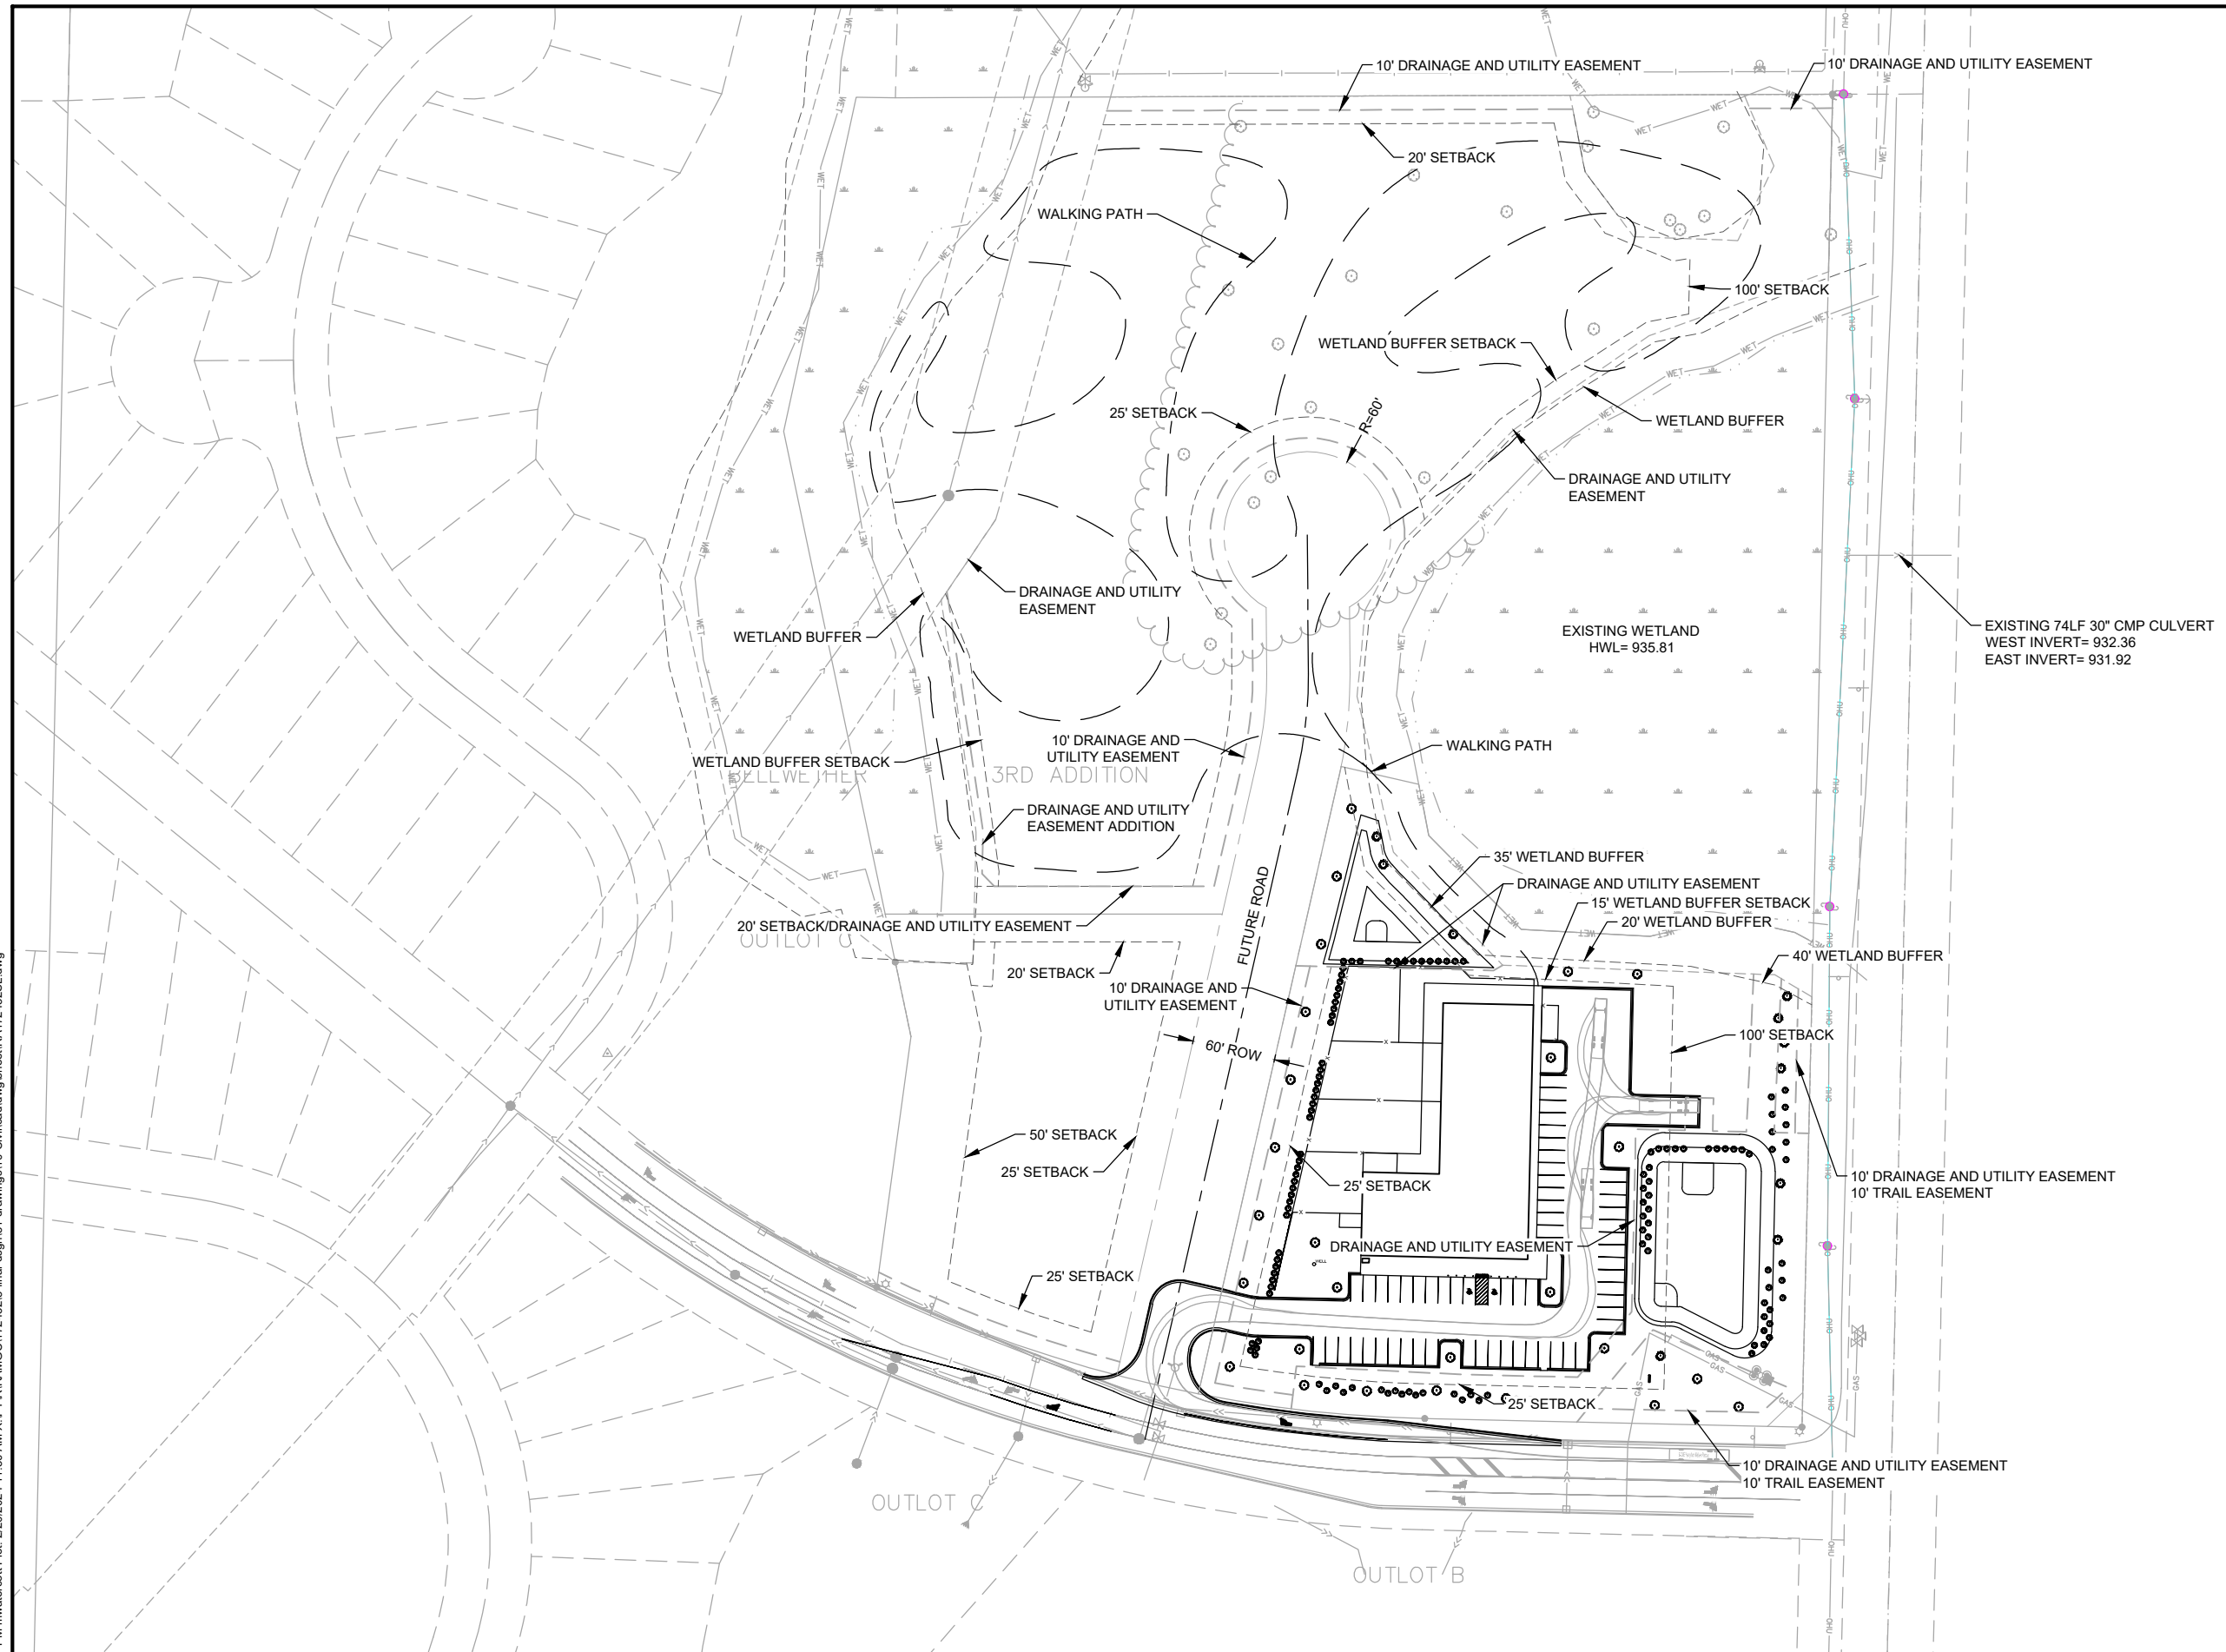 10' DRAINAGE AND UTILITY EASEMENT
10' DRAINAGE AND UTILITY EASEMENT
20' SETBACK
WALKING PATH
100' SETBACK
WETLAND BUFFER SETBACK
R=60'
25' SETBACK
WETLAND BUFFER
DRAINAGE AND UTILITY
EASEMENT
DRAINAGE AND UTILITY
EASEMENT
WETLAND BUFFER
EXISTING WETLAND
HWL= 935.81
EXISTING 74LF 30" CMP CULVERT
WEST INVERT= 932.36
EAST INVERT= 931.92
10' DRAINAGE AND
UTILITY EASEMENT
WALKING PATH
WETLAND BUFFER SETBACK
BELLWETHER 3RD ADDITION
DRAINAGE AND UTILITY
EASEMENT ADDITION
35' WETLAND BUFFER
DRAINAGE AND UTILITY EASEMENT
15' WETLAND BUFFER SETBACK
20' WETLAND BUFFER
20' SETBACK/DRAINAGE AND UTILITY EASEMENT
FUTURE ROAD
OUTLOT C
40' WETLAND BUFFER
20' SETBACK
10' DRAINAGE AND
UTILITY EASEMENT
100' SETBACK
60' ROW
50' SETBACK
25' SETBACK
25' SETBACK
10' DRAINAGE AND UTILITY EASEMENT
10' TRAIL EASEMENT
DRAINAGE AND UTILITY EASEMENT
25' SETBACK
25' SETBACK
10' DRAINAGE AND UTILITY EASEMENT
10' TRAIL EASEMENT
OUTLOT C
OUTLOT B
WET
OHU
GAS
GAS
GAS
GAS